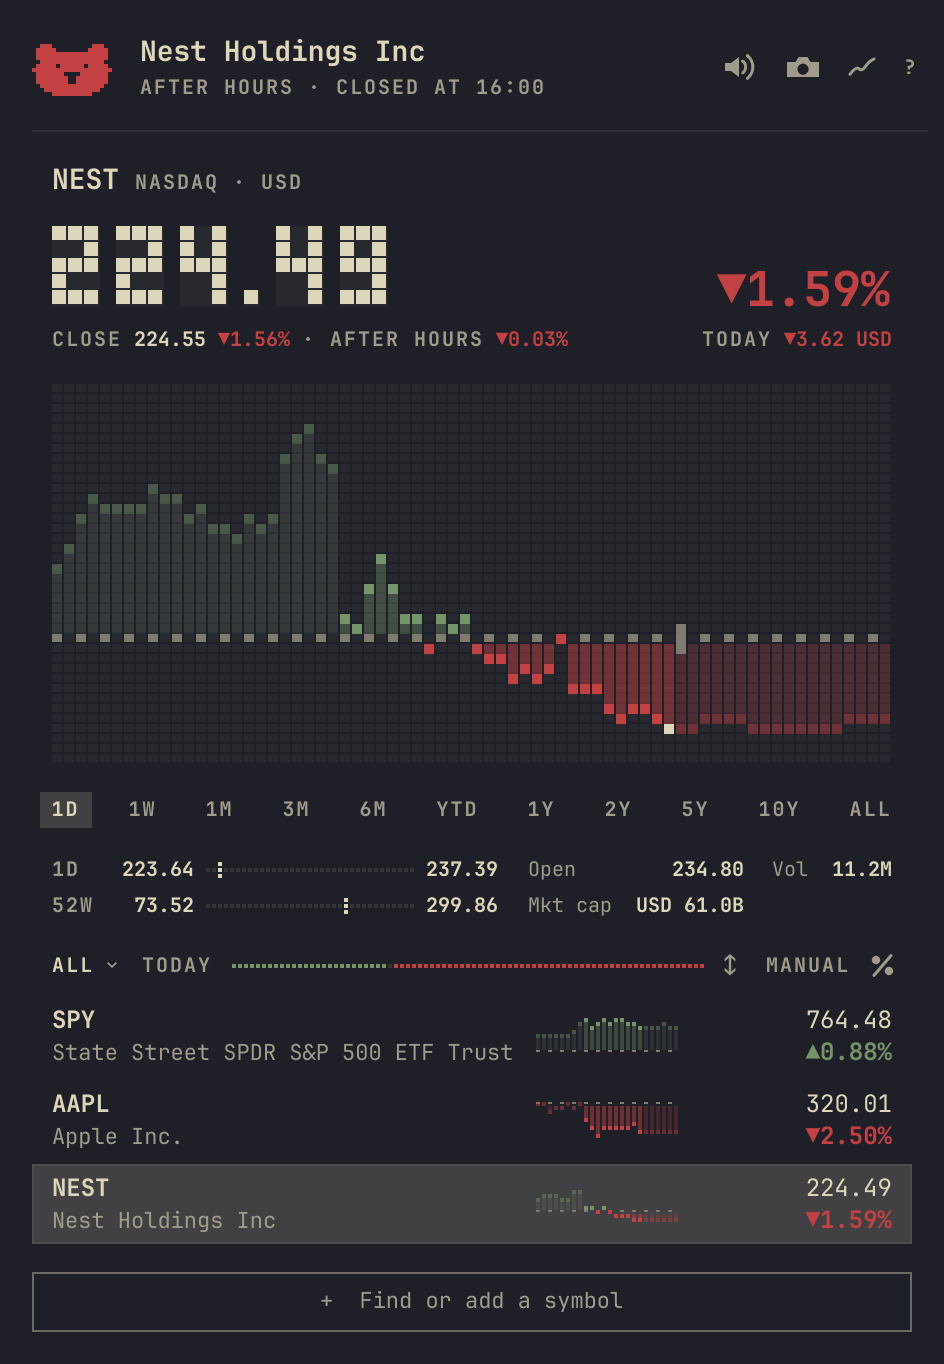 Nest Holdings Inc
AFTER HOURS · CLOSED AT 16:00
?
NEST NASDAQ · USD
224.49
▼1.59%
CLOSE 224.55 ▼1.56% · AFTER HOURS ▼0.03%
TODAY ▼3.62 USD
1D 1W 1M 3M 6M YTD 1Y 2Y 5Y 10Y ALL
1D 223.64 237.39 Open 234.80 Vol 11.2M
52W 73.52 299.86 Mkt cap USD 61.0B
ALL TODAY MANUAL %
SPY 764.48
State Street SPDR S&P 500 ETF Trust ▲0.88%
AAPL 320.01
Apple Inc. ▼2.50%
NEST 224.49
Nest Holdings Inc ▼1.59%
+ Find or add a symbol